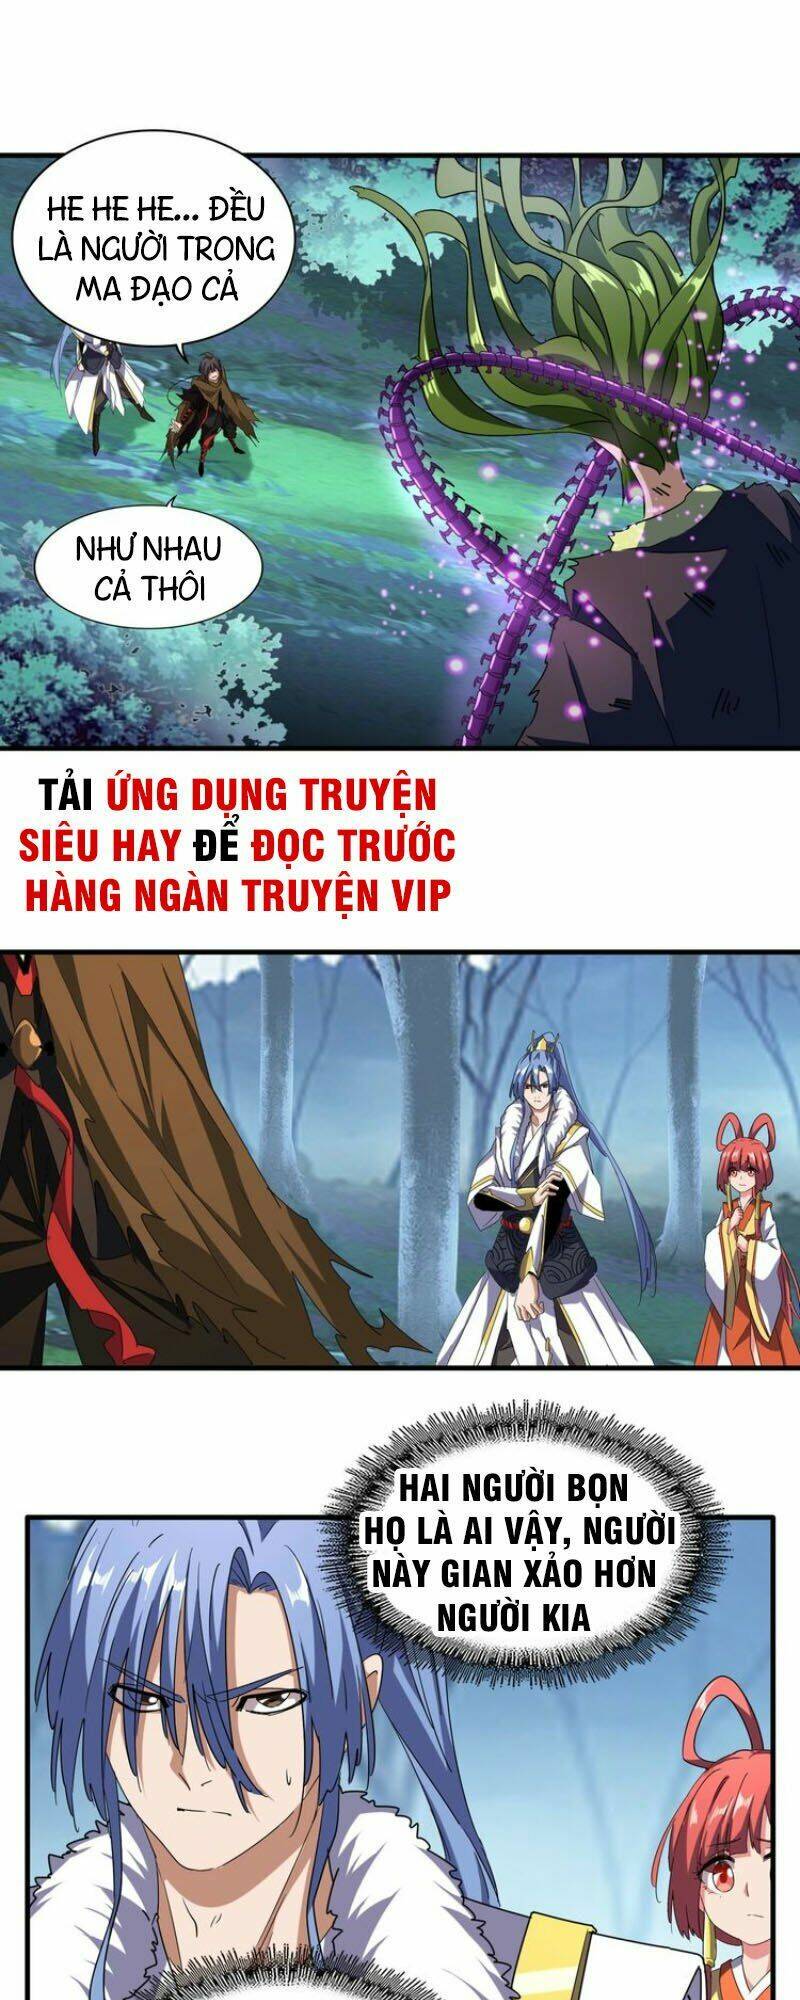 HE HE HE... ĐỀU
LÀ NGƯỜI TRONG
MA ĐẠO CẢ
NHƯ NHAU
CẢ THÔI
TẢI ỨNG DỤNG TRUYỆN
SIÊU HAY ĐỂ ĐỌC TRƯỚC
HÀNG NGÀN TRUYỆN VIP
HAI NGƯỜI BỌN
HỌ LÀ AI VẬY, NGƯỜI
NÀY GIAN XẢO HƠN
NGƯỜI KIA